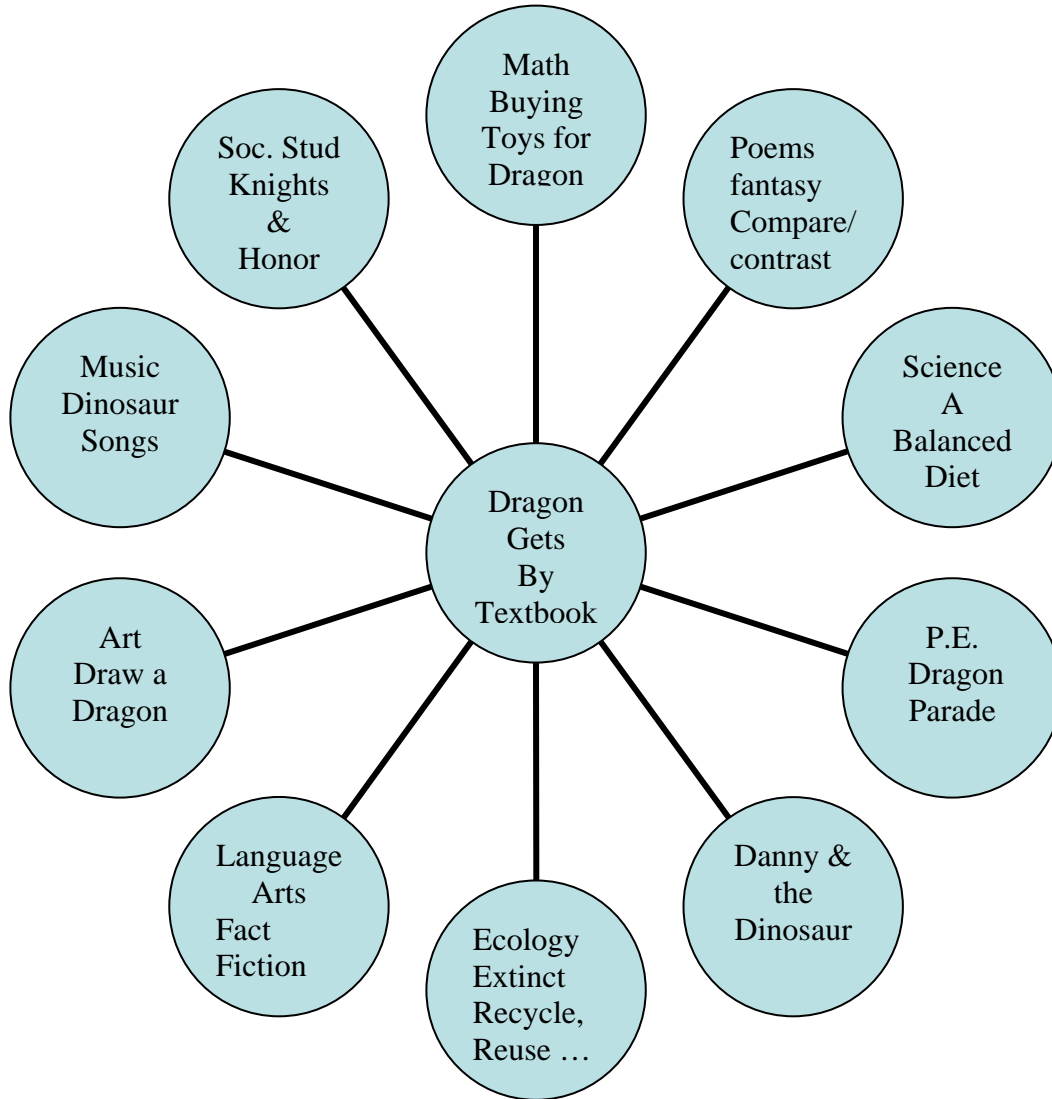 Math
Buying
Toys for
Dragon
Poems
fantasy
Compare/
contrast
Science
A
Balanced
Diet
P.E.
Dragon
Parade
Danny &
the
Dinosaur
Ecology
Extinct
Recycle,
Reuse …
Language
Arts
Fact
Fiction
Art
Draw a
Dragon
Music
Dinosaur
Songs
Soc. Stud
Knights
&
Honor
Dragon
Gets
By
Textbook